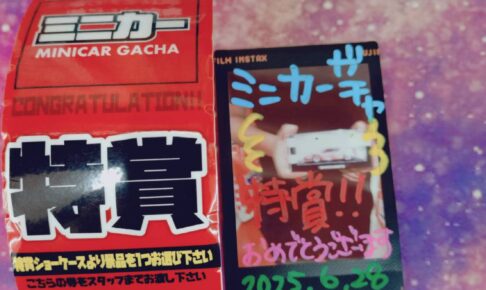 ミニカー
MINICAR GACHA
CONGRATULATION!!
特賞
特賞ショーケースより景品を1つお選び下さい
こちらの券をスタッフまでお渡し下さい
FILM INSTAX
FUJI
ミニカーガチャ
特賞!!
おめでとうございます
2025.6.28